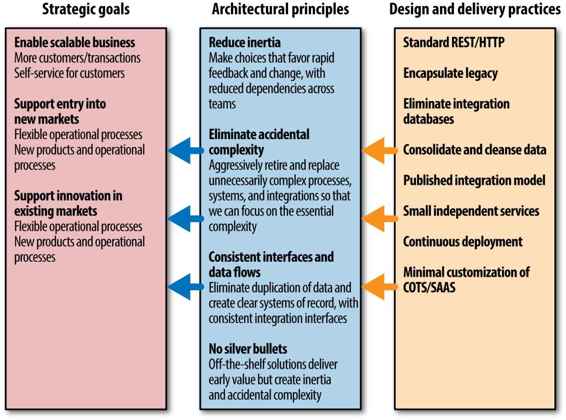 Strategic goals
Enable scalable business
More customers/transactions
Self-service for customers
Support entry into
new markets
Flexible operational processes
New products and operational
processes
Support innovation in
existing markets
Flexible operational processes
New products and operational
processes
Architectural principles
Reduce inertia
Make choices that favor rapid
feedback and change, with
reduced dependencies across
teams
Eliminate accidental
complexity
Aggressively retire and replace
unnecessarily complex processes,
systems, and integrations so that
we can focus on the essential
complexity
Consistent interfaces and
data flows
Eliminate duplication of data and
create clear systems of record, with
consistent integration interfaces
No silver bullets
Off-the-shelf solutions deliver
early value but create inertia
and accidental complexity
Design and delivery practices
Standard REST/HTTP
Encapsulate legacy
Eliminate integration
databases
Consolidate and cleanse data
Published integration model
Small independent services
Continuous deployment
Minimal customization of
COTS/SAAS